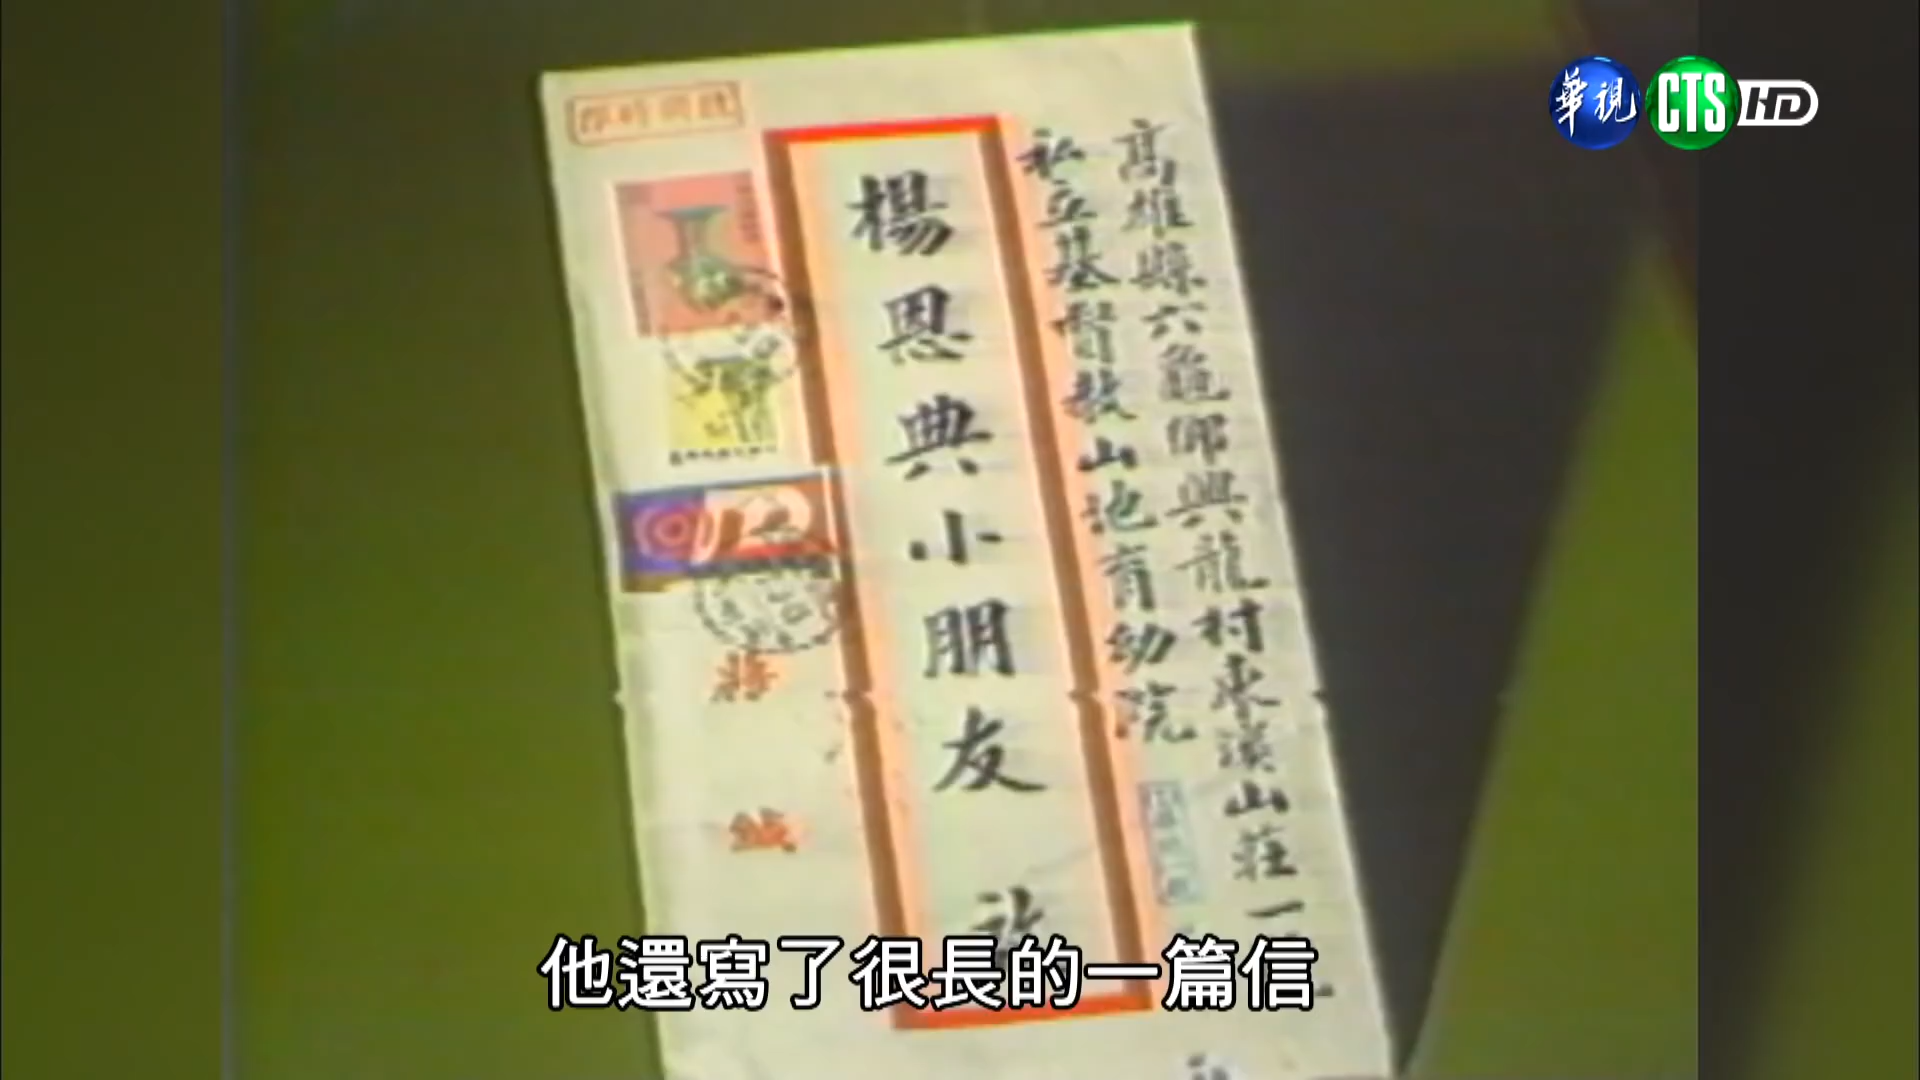 華視 CTS HD
高雄縣六龜鄉興龍村東溪山莊一
私立基督教山地育幼院
楊恩典小朋友
蔣
緘
他還寫了很長的一篇信